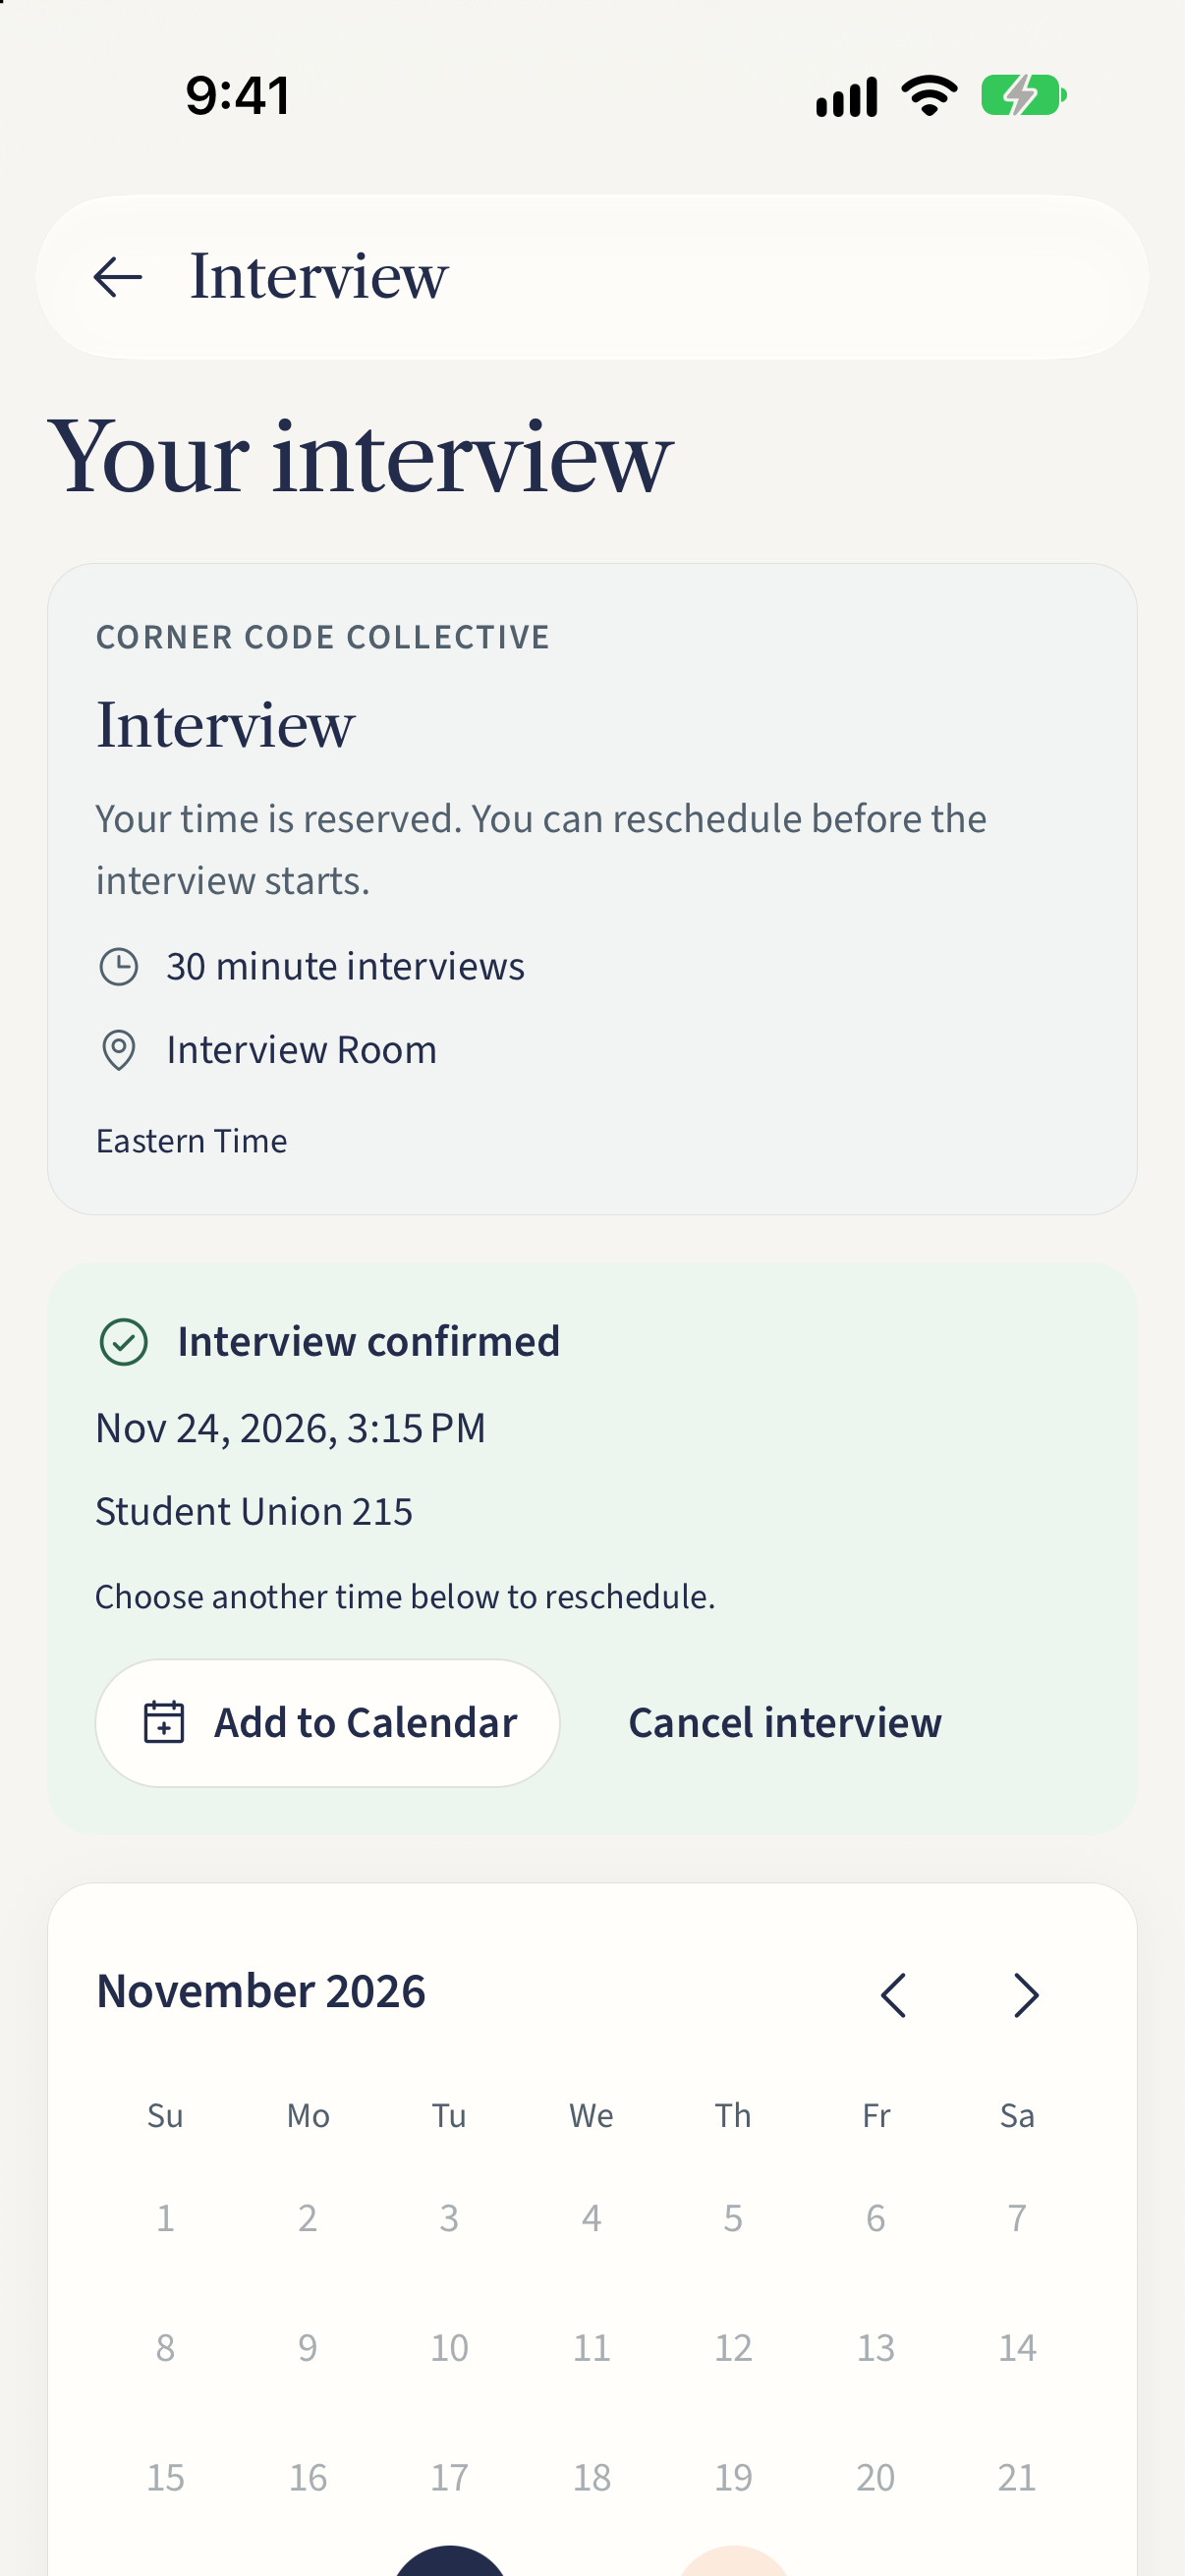 9:41
Interview
Your interview
CORNER CODE COLLECTIVE
Interview
Your time is reserved. You can reschedule before the
interview starts.
30 minute interviews
Interview Room
Eastern Time
Interview confirmed
Nov 24, 2026, 3:15 PM
Student Union 215
Choose another time below to reschedule.
Add to Calendar Cancel interview
November 2026
Su Mo Tu We Th Fr Sa
1 2 3 4 5 6 7
8 9 10 11 12 13 14
15 16 17 18 19 20 21